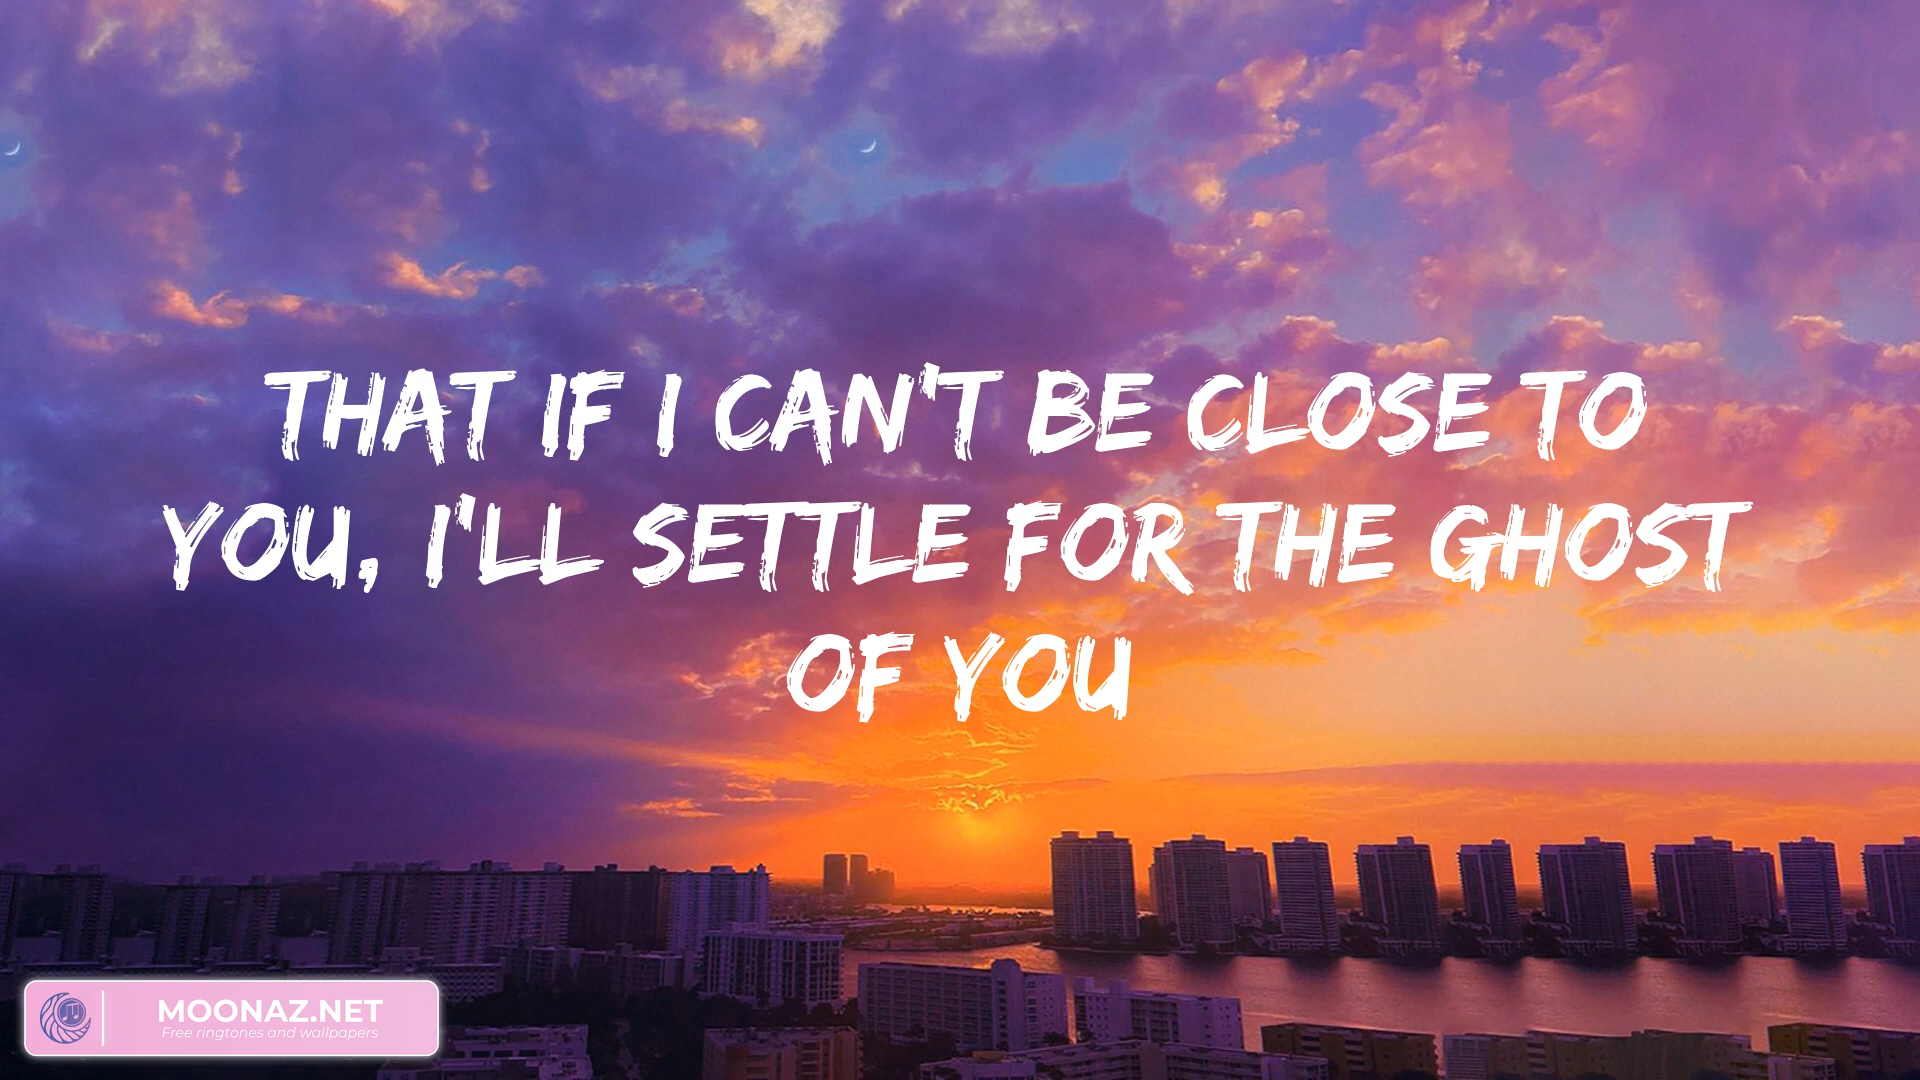 THAT IF I CAN'T BE CLOSE TO
YOU, I'LL SETTLE FOR THE GHOST
OF YOU
MOONAZ.NET
Free ringtones and wallpapers